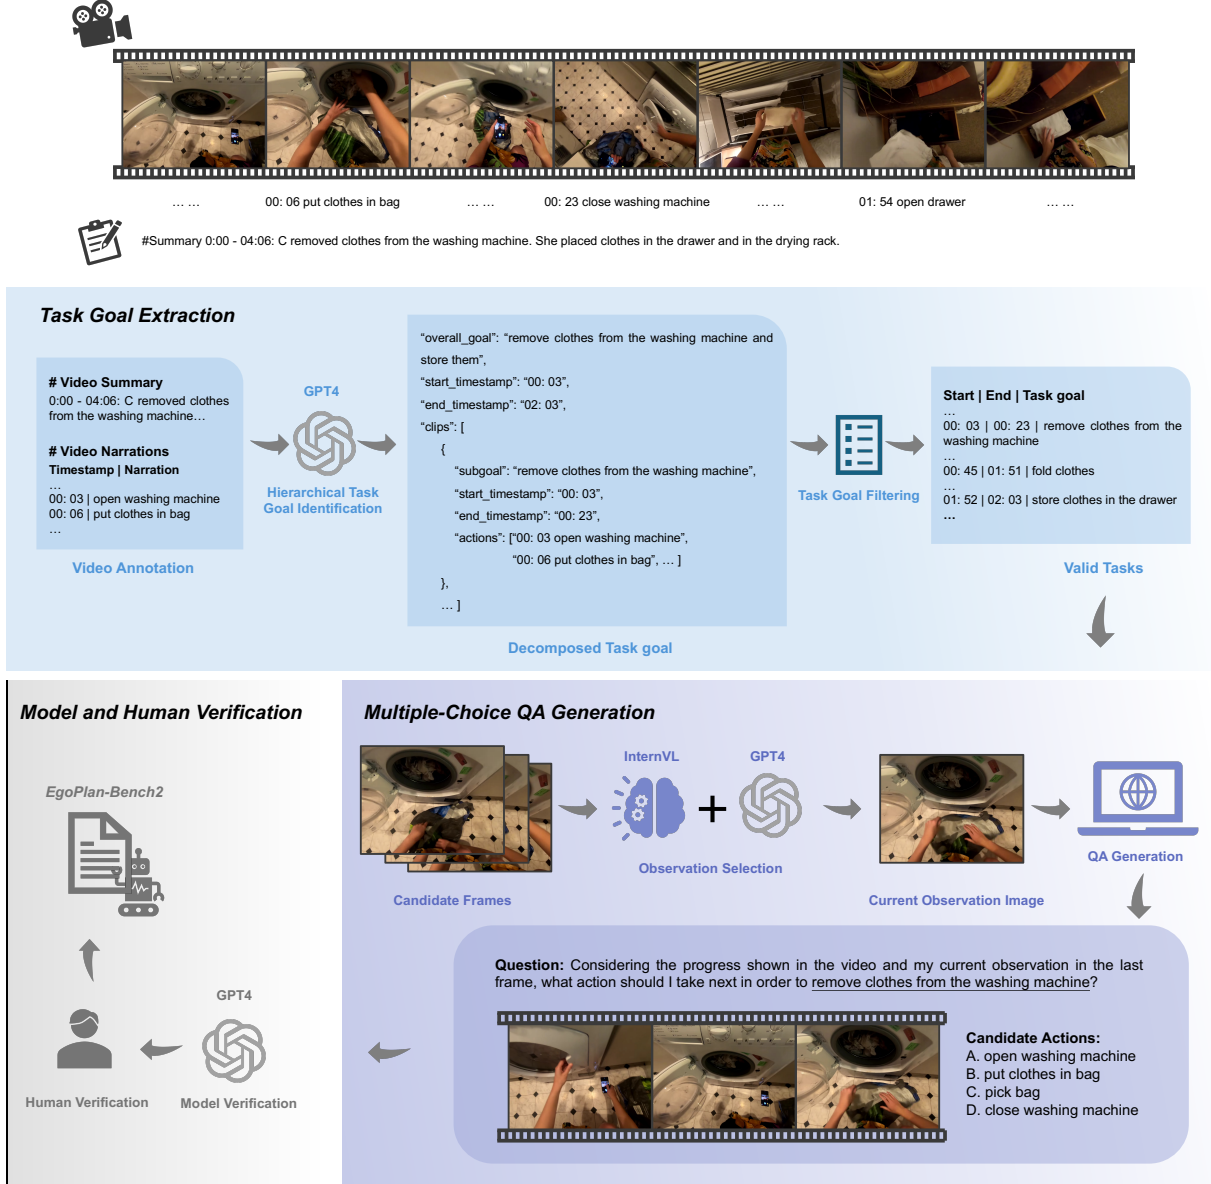 … …
00: 06 put clothes in bag
… …
00: 23 close washing machine
… …
01: 54 open drawer
… …
#Summary 0:00 - 04:06: C removed clothes from the washing machine. She placed clothes in the drawer and in the drying rack.
Task Goal Extraction
# Video Summary
0:00 - 04:06: C removed clothes
from the washing machine…
# Video Narrations
Timestamp | Narration
…
00: 03 | open washing machine
00: 06 | put clothes in bag
…
Video Annotation
GPT4
Hierarchical Task
Goal Identification
“overall_goal”: “remove clothes from the washing machine and
store them”,
“start_timestamp”: “00: 03”,
“end_timestamp”: “02: 03”,
“clips”: [
{
“subgoal”: “remove clothes from the washing machine”,
“start_timestamp”: “00: 03”,
“end_timestamp”: “00: 23”,
“actions”: [“00: 03 open washing machine”,
“00: 06 put clothes in bag”, … ]
},
… ]
Decomposed Task goal
Task Goal Filtering
Start | End | Task goal
…
00: 03 | 00: 23 | remove clothes from the
washing machine
…
00: 45 | 01: 51 | fold clothes
…
01: 52 | 02: 03 | store clothes in the drawer
…
Valid Tasks
Model and Human Verification
EgoPlan-Bench2
GPT4
Human Verification
Model Verification
Multiple-Choice QA Generation
Candidate Frames
InternVL
GPT4
+
Observation Selection
Current Observation Image
QA Generation
Question: Considering the progress shown in the video and my current observation in the last
frame, what action should I take next in order to remove clothes from the washing machine?
Candidate Actions:
A. open washing machine
B. put clothes in bag
C. pick bag
D. close washing machine